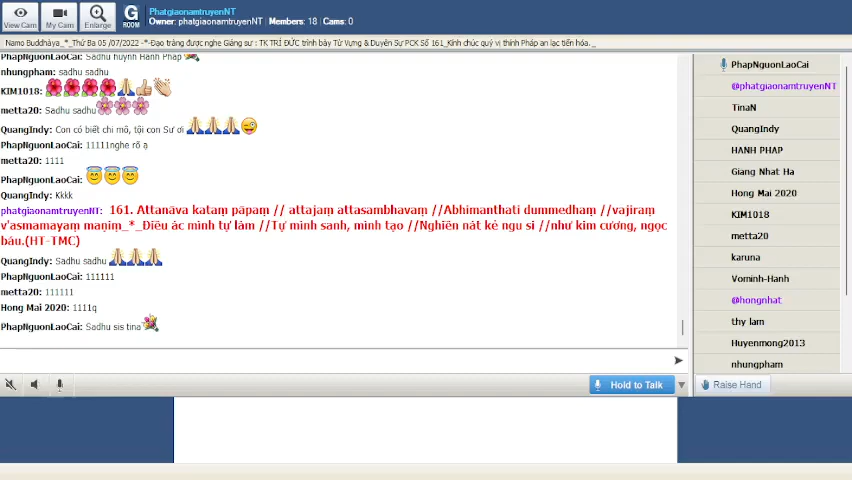 PhatgiaonamtruyenNT
Owner: phatgiaonamtruyenNT | Members: 18 | Cams: 0
View Cam
My Cam
Enlarge
G
ROOM
Namo Buddhàya_*_Thứ Ba 05 /07/2022 -*-Đạo tràng được nghe Giảng sư : TK TRÍ ĐỨC trình bày Từ Vựng & Duyên Sự PCK Số 161_Kính chúc quý vị thính Pháp an lạc tiến hóa._
PhapNguonLaoCai: Sadhu huynh Hanh Phap
nhungpham: sadhu sadhu
KIM1018:
metta20: Sadhu sadhu
QuangIndy: Con có biết chi mô, tội con Sư ơi
PhapNguonLaoCai: 11111nghe rõ ạ
metta20: 1111
PhapNguonLaoCai:
QuangIndy: Kkkk
phatgiaonamtruyenNT: 161. Attanāva kataṃ pāpaṃ // attajaṃ attasambhavaṃ //Abhimanthati dummedhaṃ //vajiraṃ
v'asmamayaṃ maṇiṃ_*_Điều ác mình tự làm //Tự mình sanh, mình tạo //Nghiền nát kẻ ngu si //như kim cương, ngọc
báu.(HT-TMC)
QuangIndy: Sadhu sadhu
PhapNguonLaoCai: 111111
metta20: 111111
Hong Mai 2020: 1111q
PhapNguonLaoCai: Sadhu sis tina
Hold to Talk
PhapNguonLaoCai
@phatgiaonamtruyenNT
TinaN
QuangIndy
HANH PHAP
Giang Nhat Ha
Hong Mai 2020
KIM1018
metta20
karuna
Vominh-Hanh
@hongnhat
thy lam
Huyenmong2013
nhungpham
Raise Hand